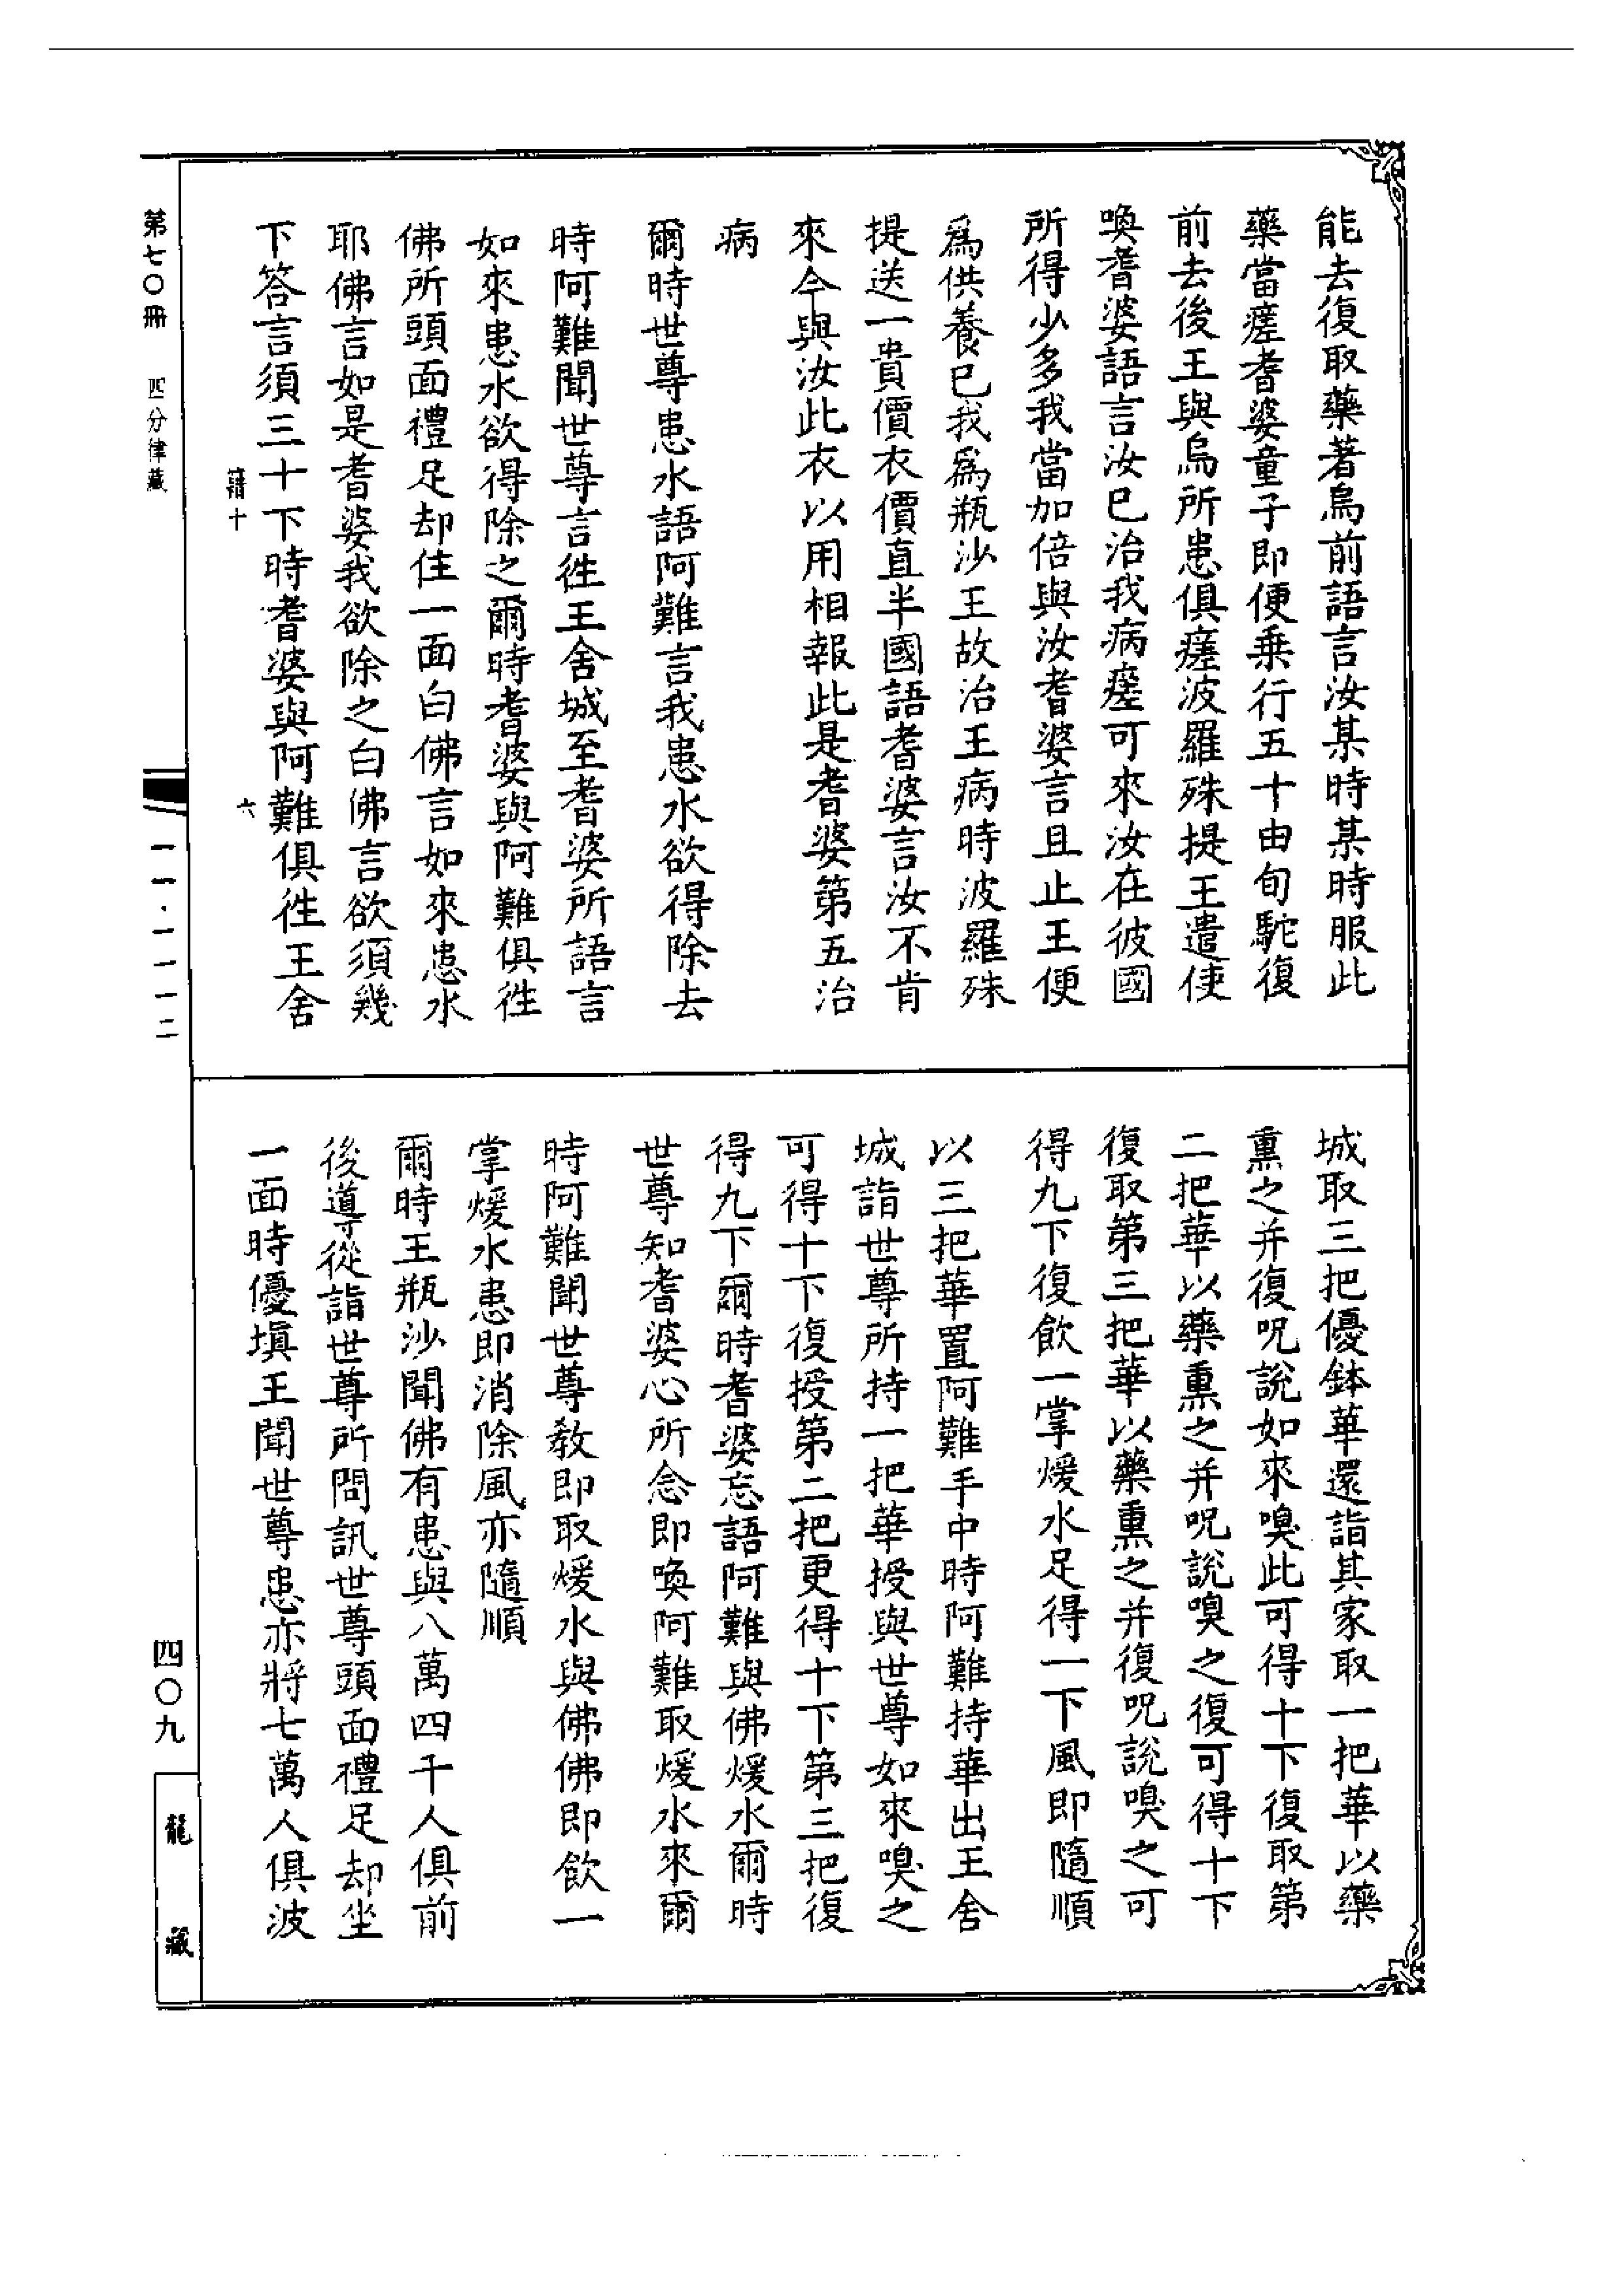 能去復取藥著烏前語言汝某時某時服此
藥當瘥耆婆童子即便乗行五十由旬駝復
前去後王與烏所患俱瘥波羅殊提王遣使
喚耆婆語言汝已治我病瘥可來汝在彼國
所得少多我當加倍與汝耆婆言且止王便
爲供養已我爲瓶沙王故治王病時波羅殊
提送一貴價衣價直半國語耆婆言汝不肯
來今與汝此衣以用相報此是耆婆第五治
病
爾時世尊患水語阿難言我患水欲得除去
時阿難聞世尊言徃王舍城至耆婆所語言
如來患水欲得除之爾時耆婆與阿難俱徃
佛所頭面禮足却住一面白佛言如來患水
耶佛言如是耆婆我欲除之白佛言欲須幾
下答言須三十下時耆婆與阿難俱徃王舍
城取三把優鉢華還詣其家取一把華以藥
熏之并復呪說如來嗅此可得十下復取第
二把華以藥熏之并呪說嗅之復可得十下
復取第三把華以藥熏之并復呪說嗅之可
得九下復飲一掌煖水足得一下風即隨順
以三把華置阿難手中時阿難持華出王舍
城詣世尊所持一把華授與世尊如來嗅之
可得十下復授第二把更得十下第三把復
得九下爾時耆婆忘語阿難與佛煖水爾時
世尊知耆婆心所念即喚阿難取煖水來爾
時阿難聞世尊教即取煖水與佛佛即飲一
掌煖水患即消除風亦隨順
爾時王瓶沙聞佛有患與八萬四千人俱前
後導從詣世尊所問訊世尊頭面禮足却坐
一面時優填王聞世尊患亦將七萬人俱波
籍十
六
第七〇冊
四分律藏
一一·一一一二
四〇九
龍藏